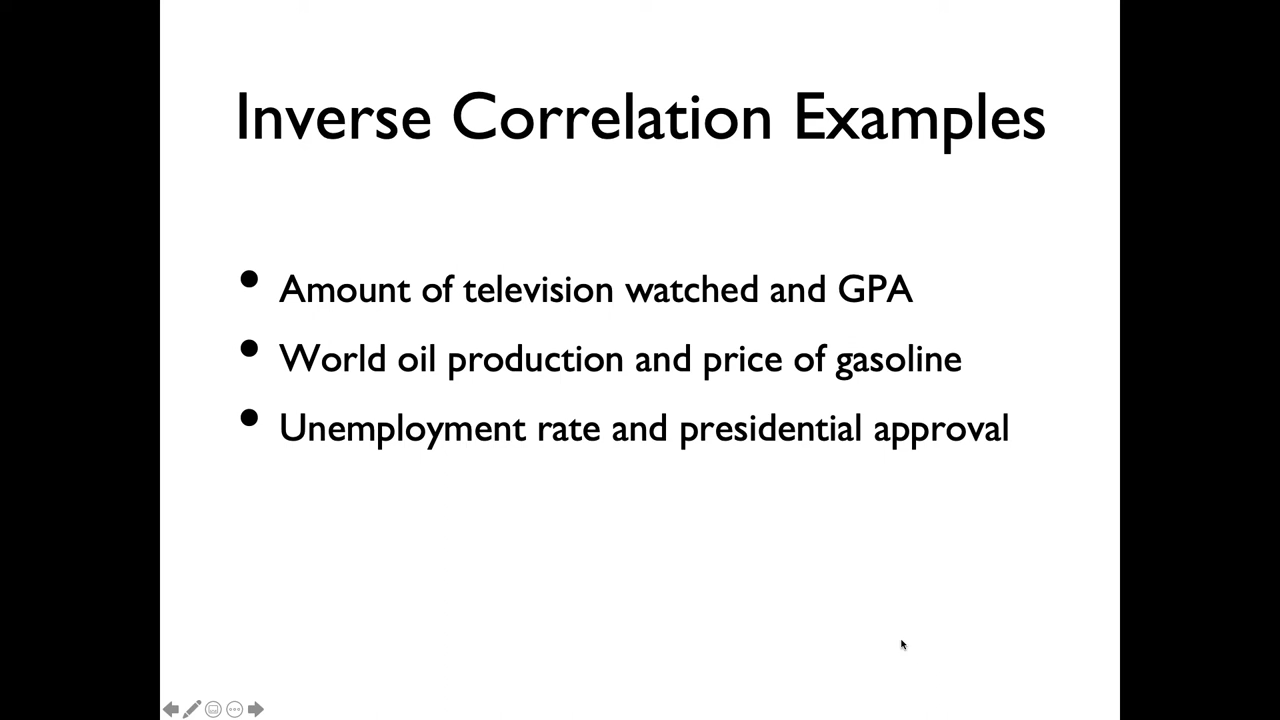 Inverse Correlation Examples
• Amount of television watched and GPA
• World oil production and price of gasoline
• Unemployment rate and presidential approval